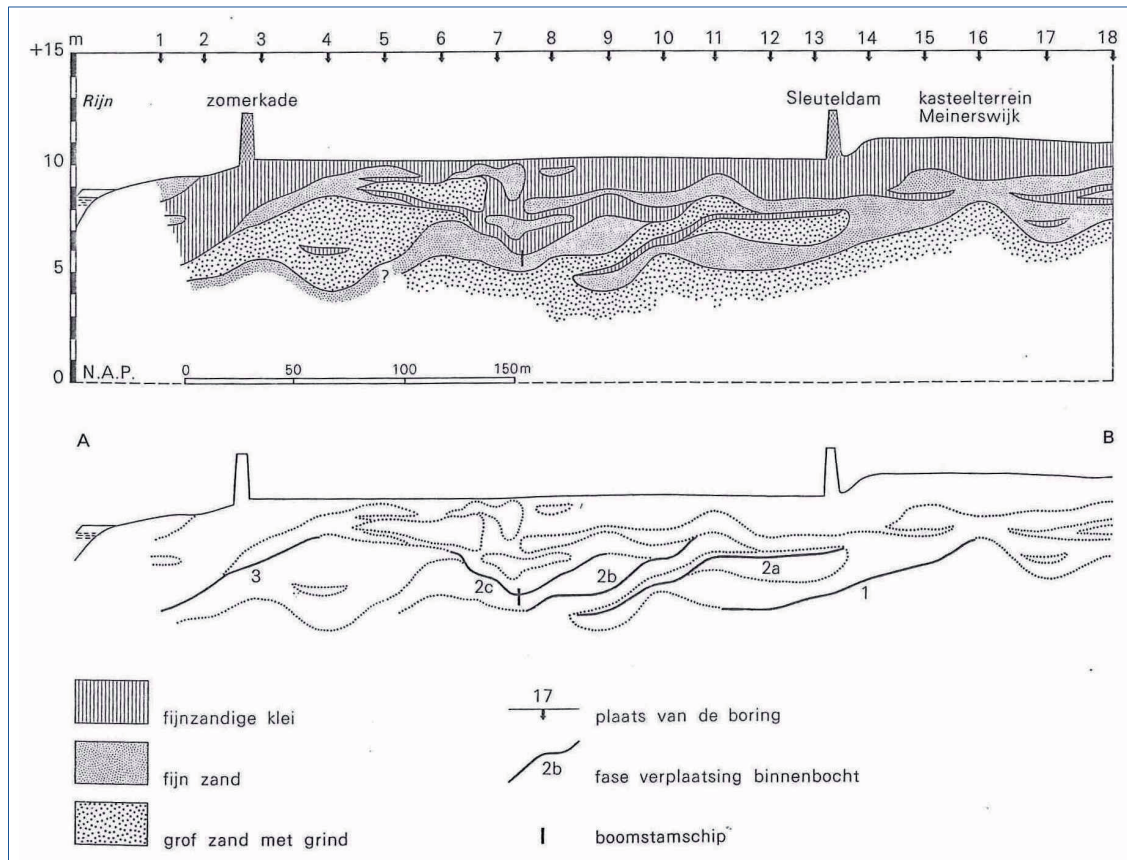 +15 m 1 2 3 4 5 6 7 8 9 10 11 12 13 14 15 16 17 18
Rijn zomerkade Sleuteldam kasteelterrein
Meinerswijk
10
5
?
0 N.A.P. 0 50 100 150 m
A B
3 2c 2b 2a 1
fijnzandige klei
17
plaats van de boring
fijn zand
2b
fase verplaatsing binnenbocht
grof zand met grind
boomstamschip